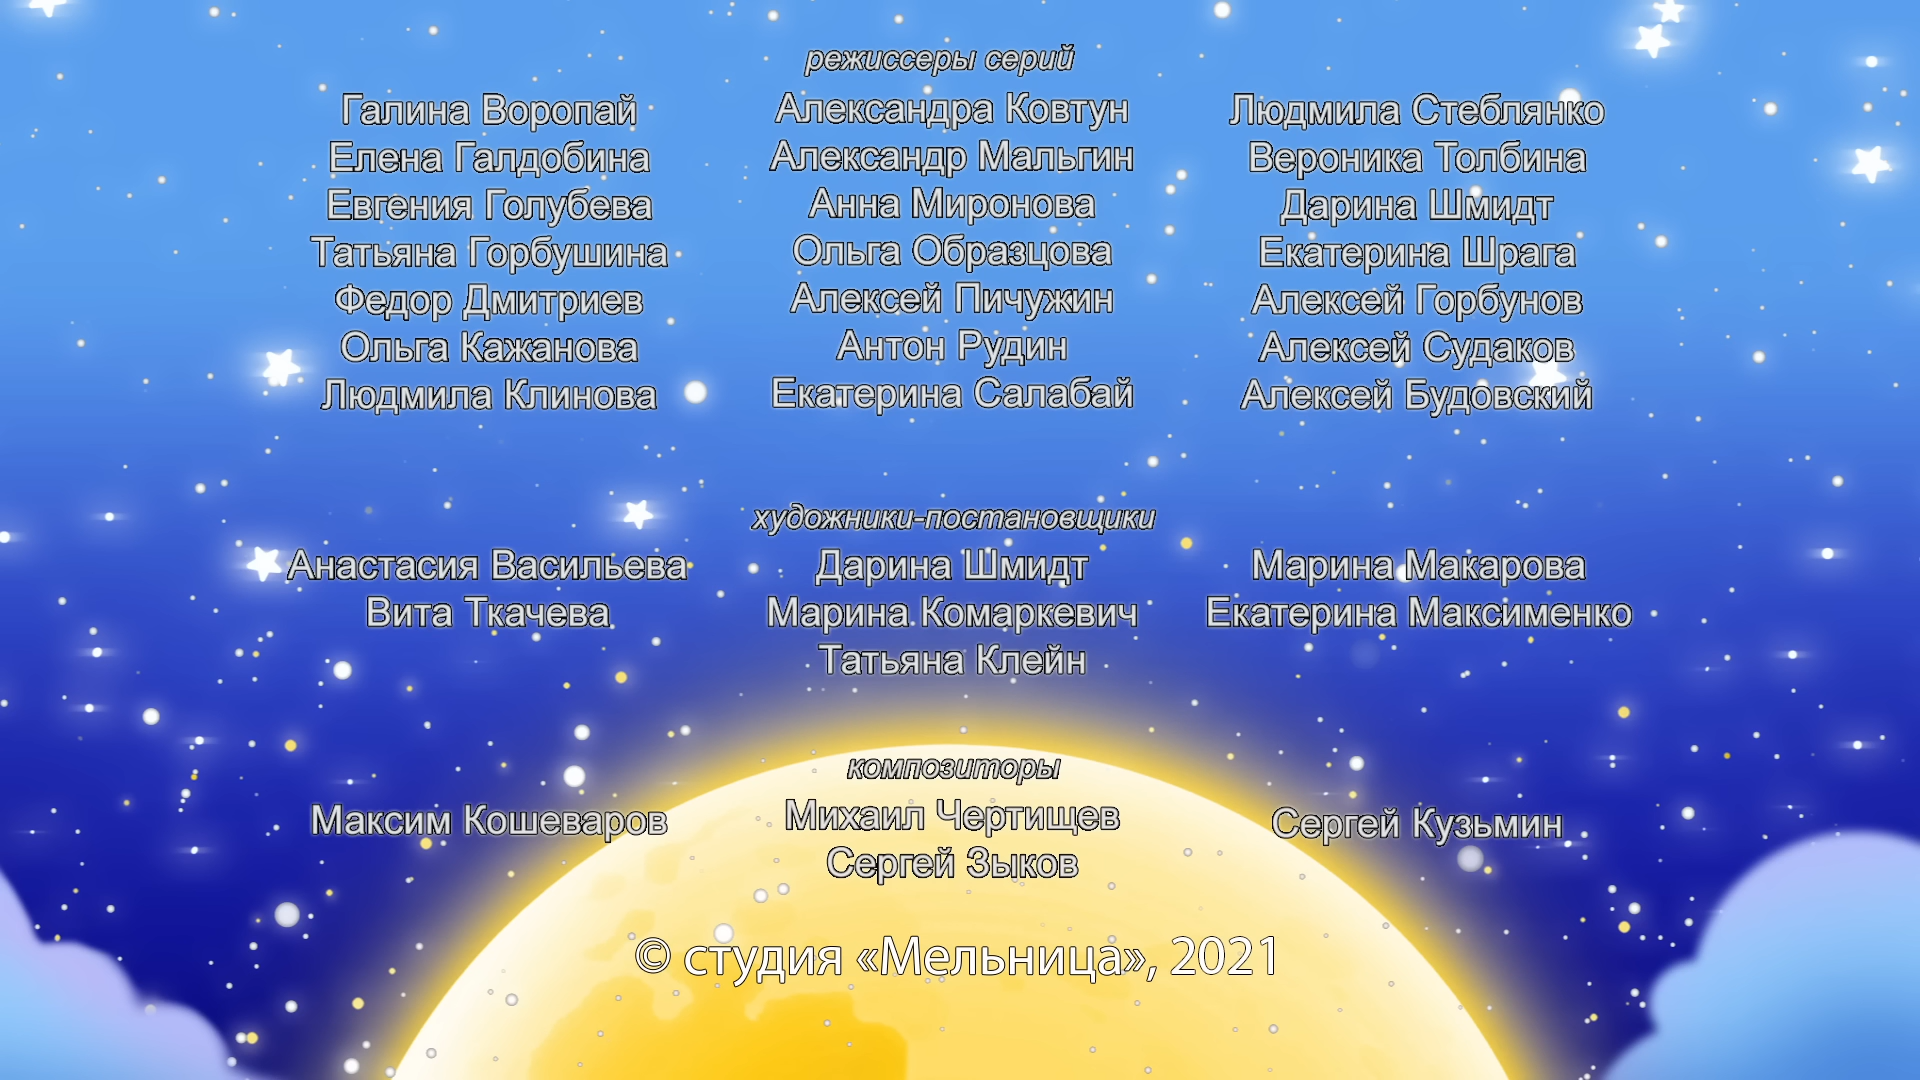 режиссеры серий
Галина Воропай
Елена Галдобина
Евгения Голубева
Татьяна Горбушина
Федор Дмитриев
Ольга Кажанова
Людмила Клинова
Александра Ковтун
Александр Мальгин
Анна Миронова
Ольга Образцова
Алексей Пичужин
Антон Рудин
Екатерина Салабай
Людмила Стеблянко
Вероника Толбина
Дарина Шмидт
Екатерина Шрага
Алексей Горбунов
Алексей Судаков
Алексей Будовский
художники-постановщики
Анастасия Васильева
Вита Ткачева
Дарина Шмидт
Марина Комаркевич
Татьяна Клейн
Марина Макарова
Екатерина Максименко
композиторы
Максим Кошеваров
Михаил Чертищев
Сергей Зыков
Сергей Кузьмин
© студия «Мельница», 2021